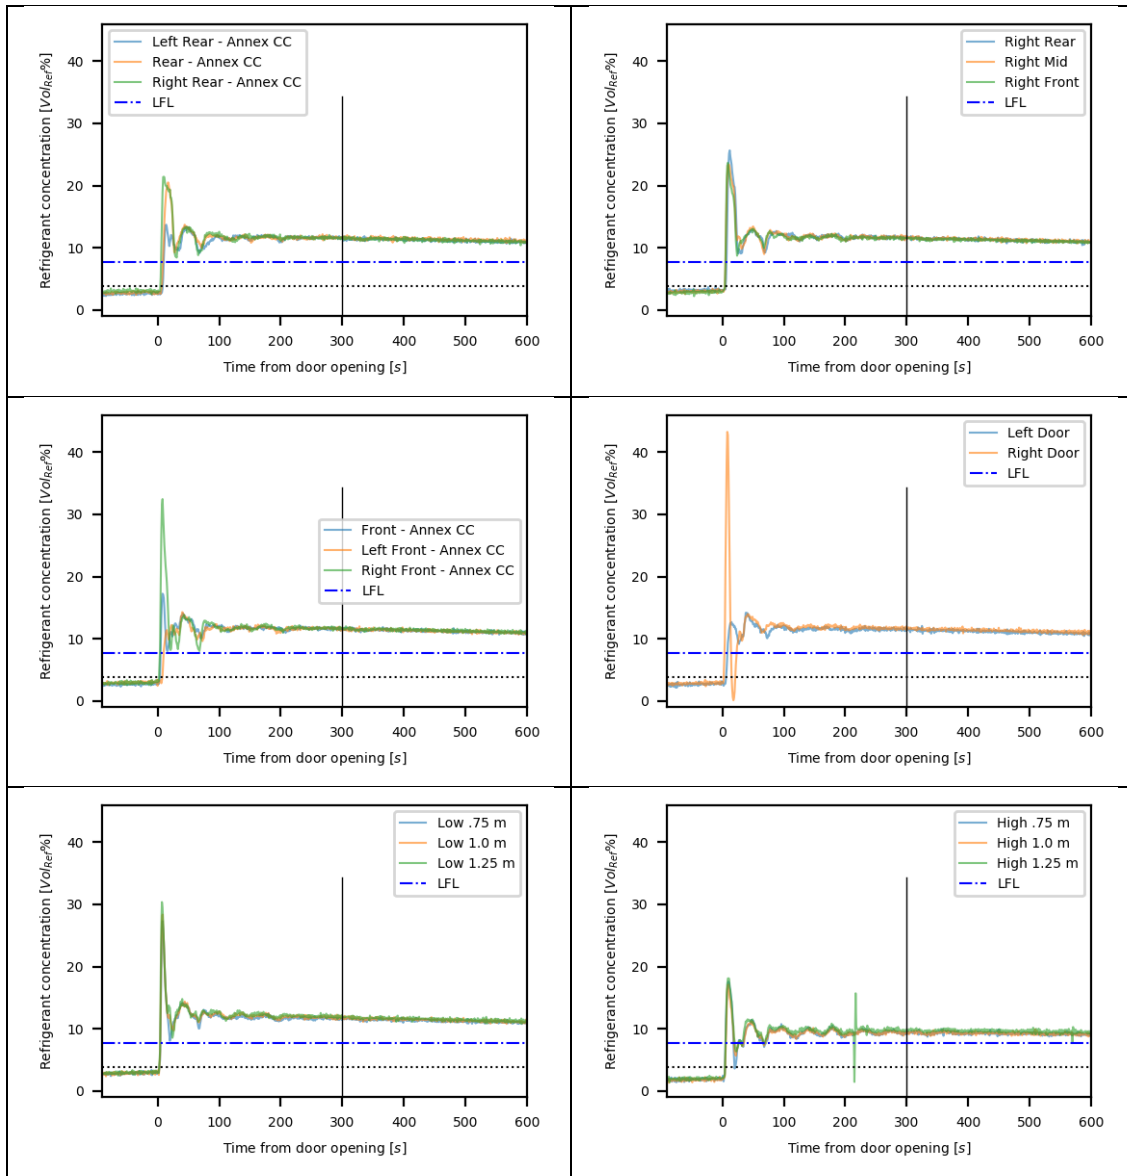 Refrigerant concentration [Vol_Ref%]
40
30
20
10
0
Left Rear - Annex CC
Rear - Annex CC
Right Rear - Annex CC
LFL
0 100 200 300 400 500 600
Time from door opening [s]
Refrigerant concentration [Vol_Ref%]
40
30
20
10
0
Right Rear
Right Mid
Right Front
LFL
0 100 200 300 400 500 600
Time from door opening [s]
Refrigerant concentration [Vol_Ref%]
40
30
20
10
0
Front - Annex CC
Left Front - Annex CC
Right Front - Annex CC
LFL
0 100 200 300 400 500 600
Time from door opening [s]
Refrigerant concentration [Vol_Ref%]
40
30
20
10
0
Left Door
Right Door
LFL
0 100 200 300 400 500 600
Time from door opening [s]
Refrigerant concentration [Vol_Ref%]
40
30
20
10
0
Low .75 m
Low 1.0 m
Low 1.25 m
LFL
0 100 200 300 400 500 600
Time from door opening [s]
Refrigerant concentration [Vol_Ref%]
40
30
20
10
0
High .75 m
High 1.0 m
High 1.25 m
LFL
0 100 200 300 400 500 600
Time from door opening [s]